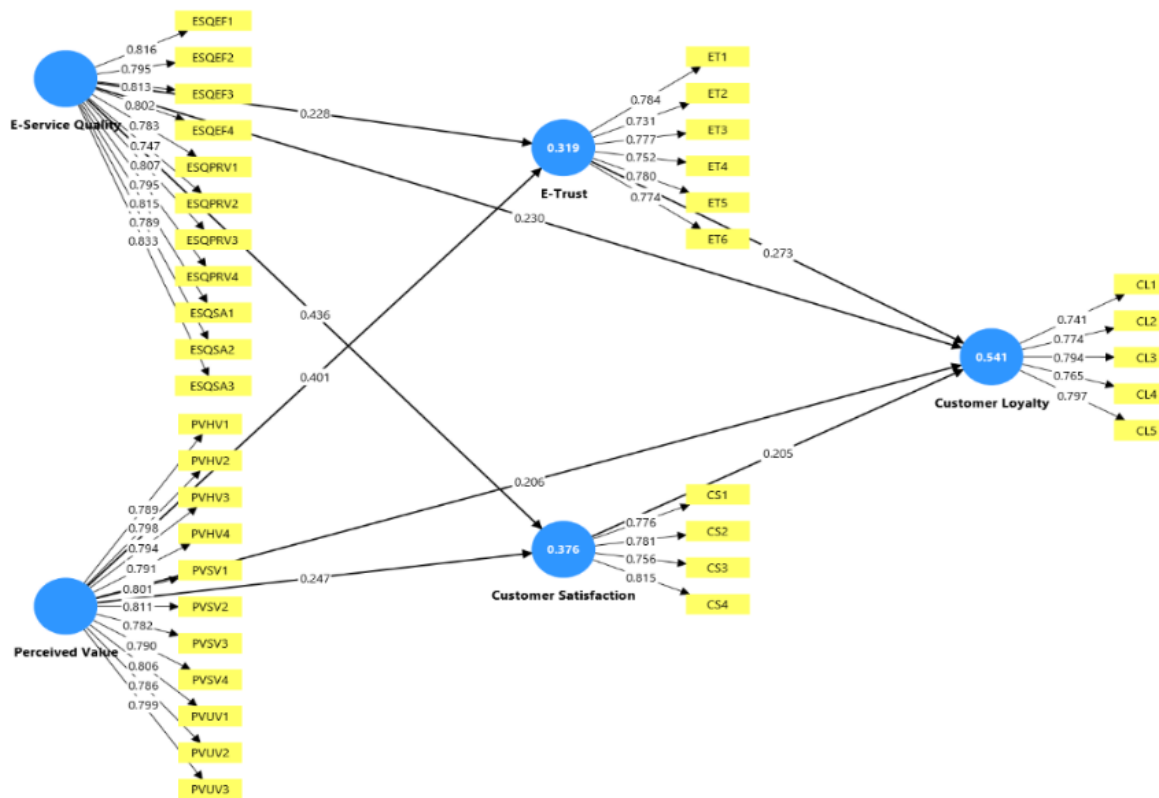 ESQEF1
0.816
ESQEF2
0.795
ESQEF3
0.813
ESQEF4
0.802
E-Service Quality
0.783
ESQPRV1
0.747
ESQPRV2
0.807
ESQPRV3
0.795
ESQPRV4
0.815
ESQSA1
0.789
ESQSA2
0.833
ESQSA3
0.228
0.230
0.436
0.401
0.206
0.247
0.319
E-Trust
ET1
0.784
ET2
0.731
ET3
0.777
ET4
0.752
ET5
0.780
ET6
0.774
0.273
0.205
0.541
Customer Loyalty
CL1
0.741
CL2
0.774
CL3
0.794
CL4
0.765
CL5
0.797
PVHV1
0.789
PVHV2
0.798
PVHV3
0.794
PVHV4
0.791
PVSV1
0.801
PVSV2
0.811
PVSV3
0.782
Perceived Value
PVSV4
0.790
PVUV1
0.806
PVUV2
0.786
PVUV3
0.799
0.376
Customer Satisfaction
CS1
0.776
CS2
0.781
CS3
0.756
CS4
0.815